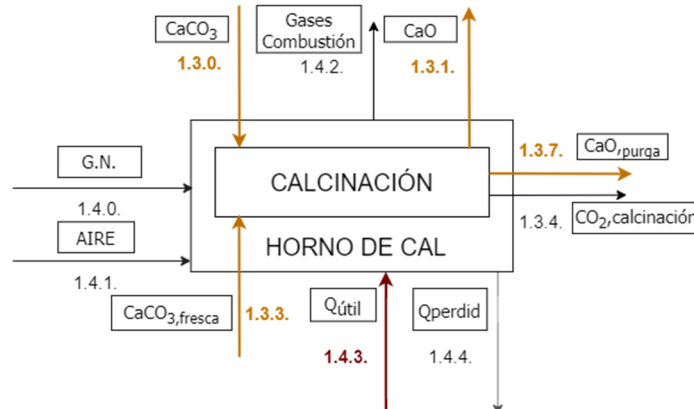 CaCO₃
1.3.0.
Gases
Combustión
1.4.2.
CaO
1.3.1.
G.N.
1.4.0.
AIRE
1.4.1.
CALCINACIÓN
HORNO DE CAL
1.3.7.
CaO,purga
1.3.4.
CO₂,calcinación
CaCO₃,fresca
1.3.3.
Qútil
1.4.3.
Qperdid
1.4.4.